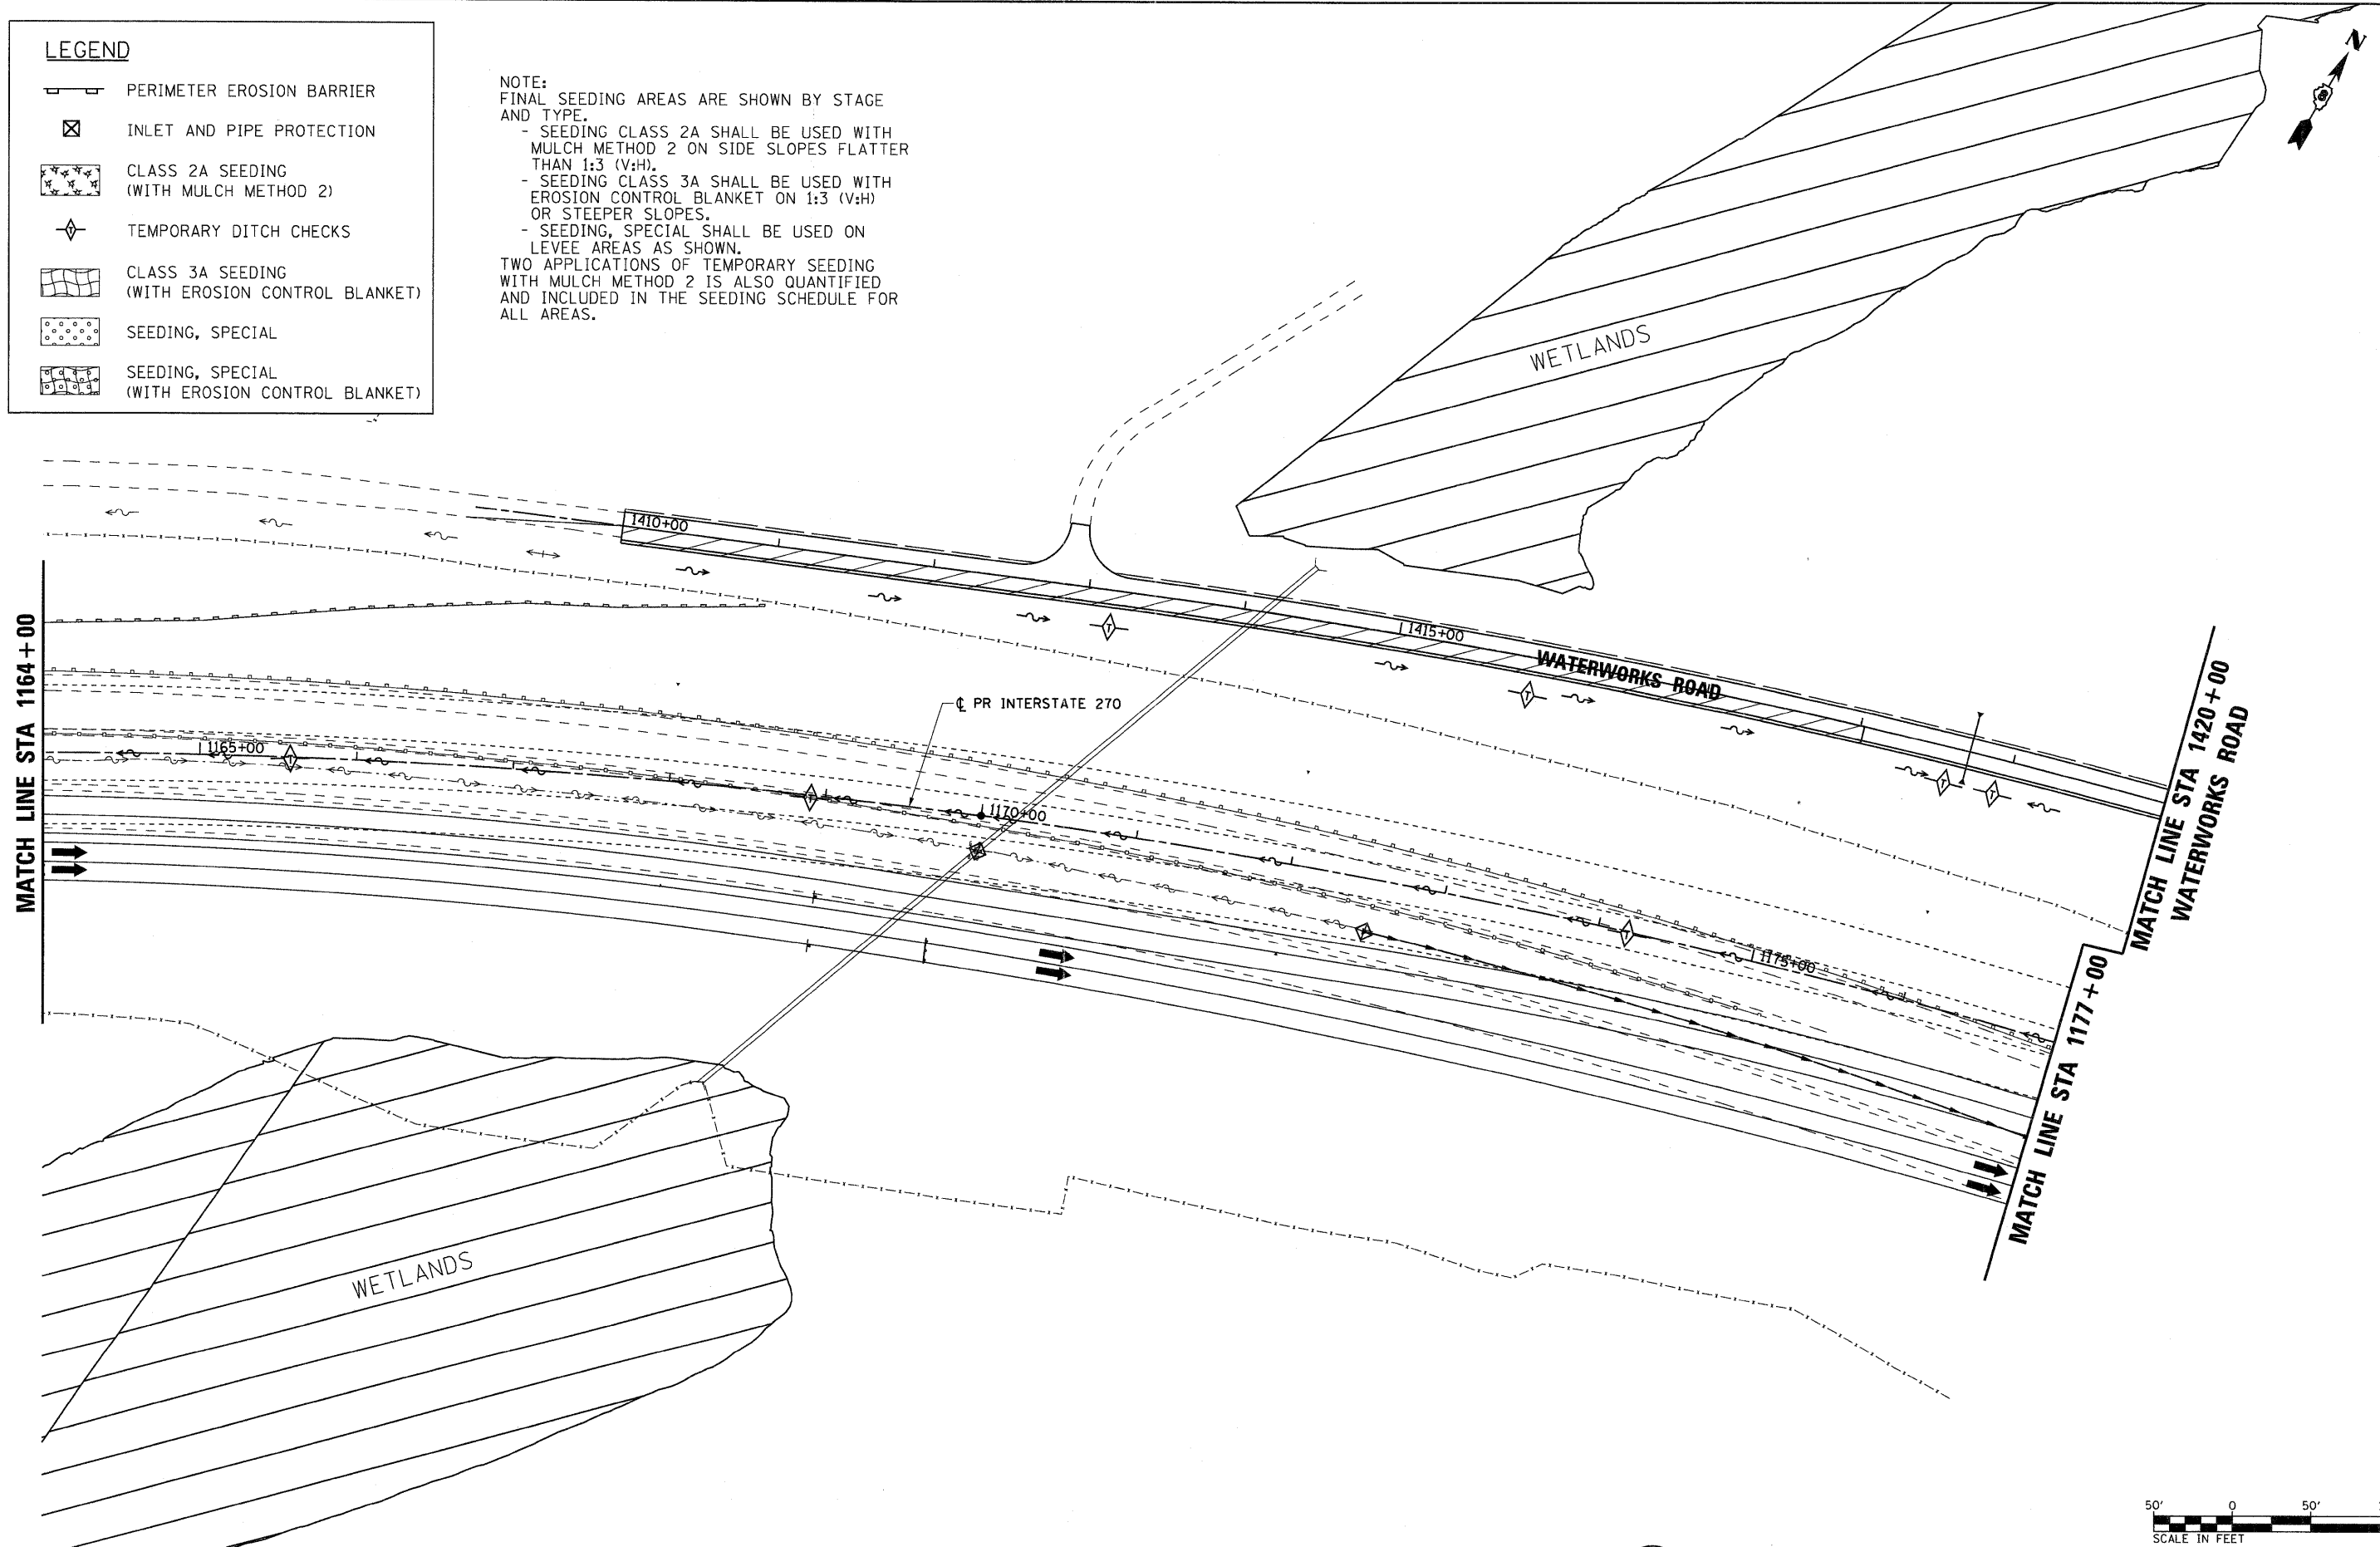 LEGEND
PERIMETER EROSION BARRIER
INLET AND PIPE PROTECTION
CLASS 2A SEEDING
(WITH MULCH METHOD 2)
TEMPORARY DITCH CHECKS
CLASS 3A SEEDING
(WITH EROSION CONTROL BLANKET)
SEEDING, SPECIAL
SEEDING, SPECIAL
(WITH EROSION CONTROL BLANKET)
NOTE:
FINAL SEEDING AREAS ARE SHOWN BY STAGE
AND TYPE.
- SEEDING CLASS 2A SHALL BE USED WITH
MULCH METHOD 2 ON SIDE SLOPES FLATTER
THAN 1:3 (V:H).
- SEEDING CLASS 3A SHALL BE USED WITH
EROSION CONTROL BLANKET ON 1:3 (V:H)
OR STEEPER SLOPES.
- SEEDING, SPECIAL SHALL BE USED ON
LEVEE AREAS AS SHOWN.
TWO APPLICATIONS OF TEMPORARY SEEDING
WITH MULCH METHOD 2 IS ALSO QUANTIFIED
AND INCLUDED IN THE SEEDING SCHEDULE FOR
ALL AREAS.
N
WETLANDS
1410+00
1415+00
WATERWORKS ROAD
MATCH LINE STA 1164+00
℄ PR INTERSTATE 270
1165+00
1170+00
1175+00
T
T
T
T
T
T
T
MATCH LINE STA 1420+00
WATERWORKS ROAD
MATCH LINE STA 1177+00
WETLANDS
50' 0 50'
SCALE IN FEET